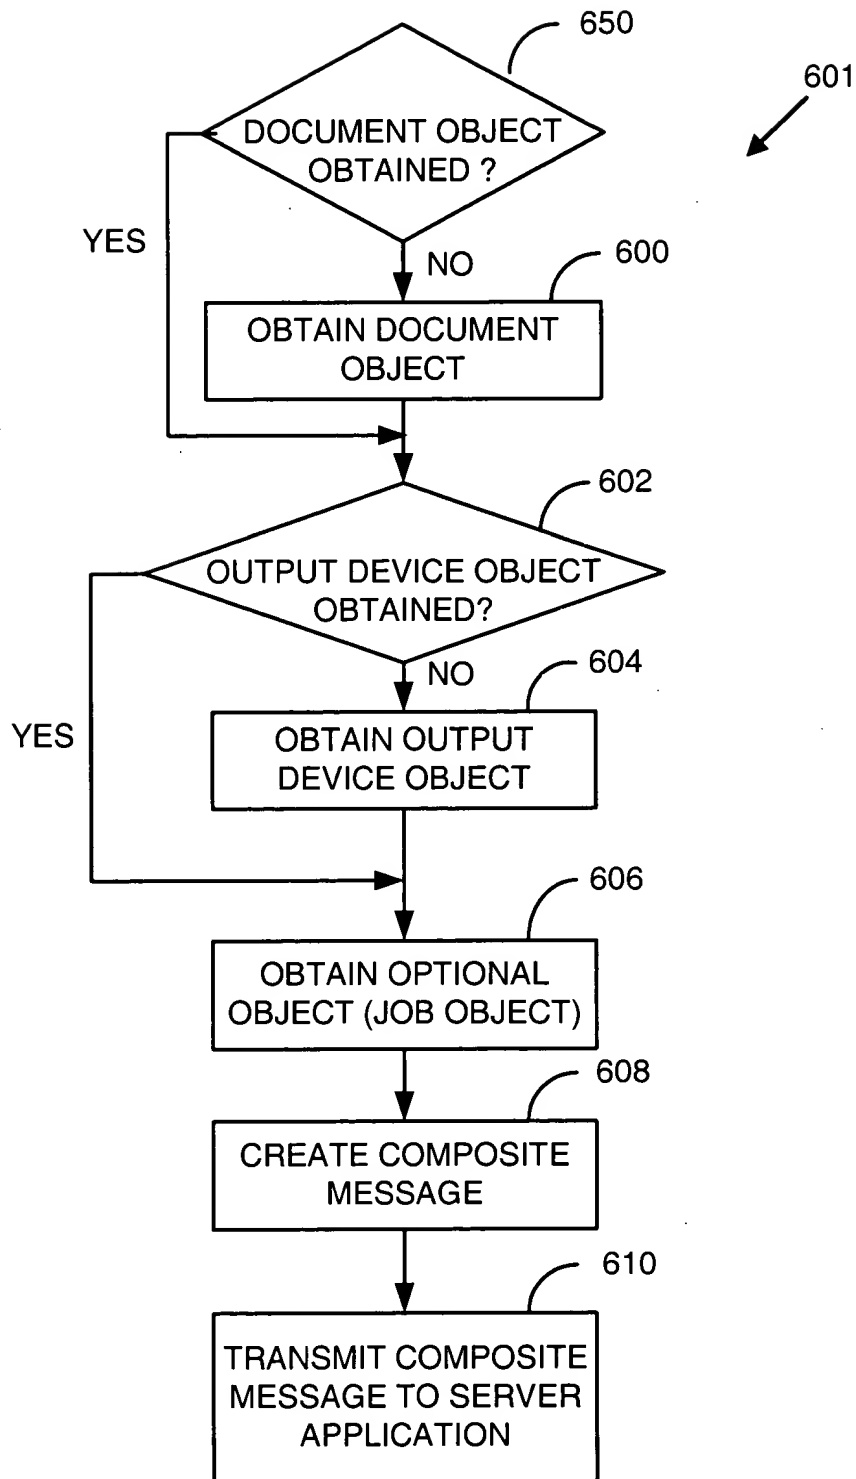 650
601
DOCUMENT OBJECT
OBTAINED ?
YES
NO
600
OBTAIN DOCUMENT
OBJECT
602
OUTPUT DEVICE OBJECT
OBTAINED?
YES
NO
604
OBTAIN OUTPUT
DEVICE OBJECT
606
OBTAIN OPTIONAL
OBJECT (JOB OBJECT)
608
CREATE COMPOSITE
MESSAGE
610
TRANSMIT COMPOSITE
MESSAGE TO SERVER
APPLICATION